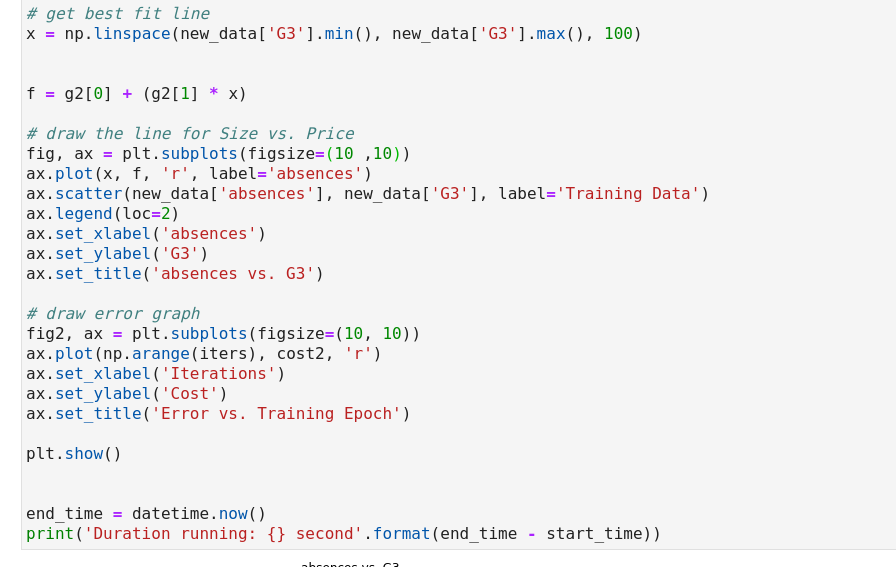 # get best fit line
x = np.linspace(new_data['G3'].min(), new_data['G3'].max(), 100)
f = g2[0] + (g2[1] * x)
# draw the line for Size vs. Price
fig, ax = plt.subplots(figsize=(10 ,10))
ax.plot(x, f, 'r', label='absences')
ax.scatter(new_data['absences'], new_data['G3'], label='Training Data')
ax.legend(loc=2)
ax.set_xlabel('absences')
ax.set_ylabel('G3')
ax.set_title('absences vs. G3')
# draw error graph
fig2, ax = plt.subplots(figsize=(10, 10))
ax.plot(np.arange(iters), cost2, 'r')
ax.set_xlabel('Iterations')
ax.set_ylabel('Cost')
ax.set_title('Error vs. Training Epoch')
plt.show()
end_time = datetime.now()
print('Duration running: {} second'.format(end_time - start_time))
absences vs. G3